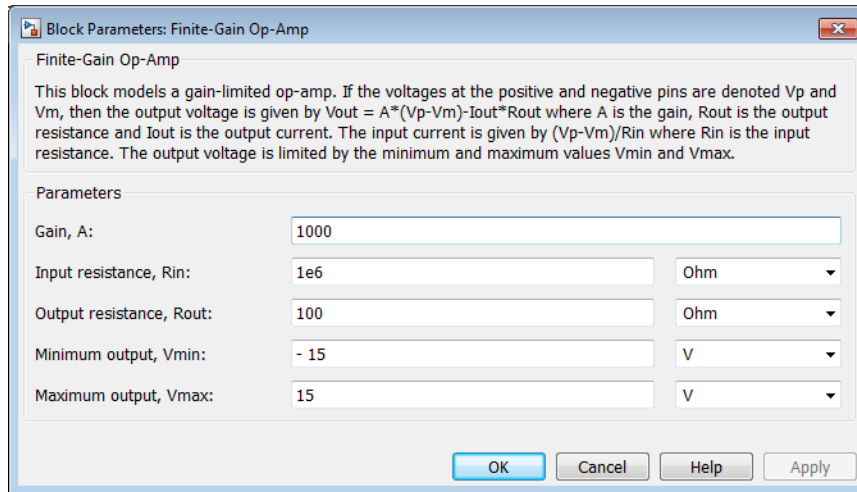 Block Parameters: Finite-Gain Op-Amp
Finite-Gain Op-Amp
This block models a gain-limited op-amp. If the voltages at the positive and negative pins are denoted Vp and
Vm, then the output voltage is given by Vout = A*(Vp-Vm)-Iout*Rout where A is the gain, Rout is the output
resistance and Iout is the output current. The input current is given by (Vp-Vm)/Rin where Rin is the input
resistance. The output voltage is limited by the minimum and maximum values Vmin and Vmax.
Parameters
Gain, A: 1000
Input resistance, Rin: 1e6 Ohm
Output resistance, Rout: 100 Ohm
Minimum output, Vmin: - 15 V
Maximum output, Vmax: 15 V
OK Cancel Help Apply